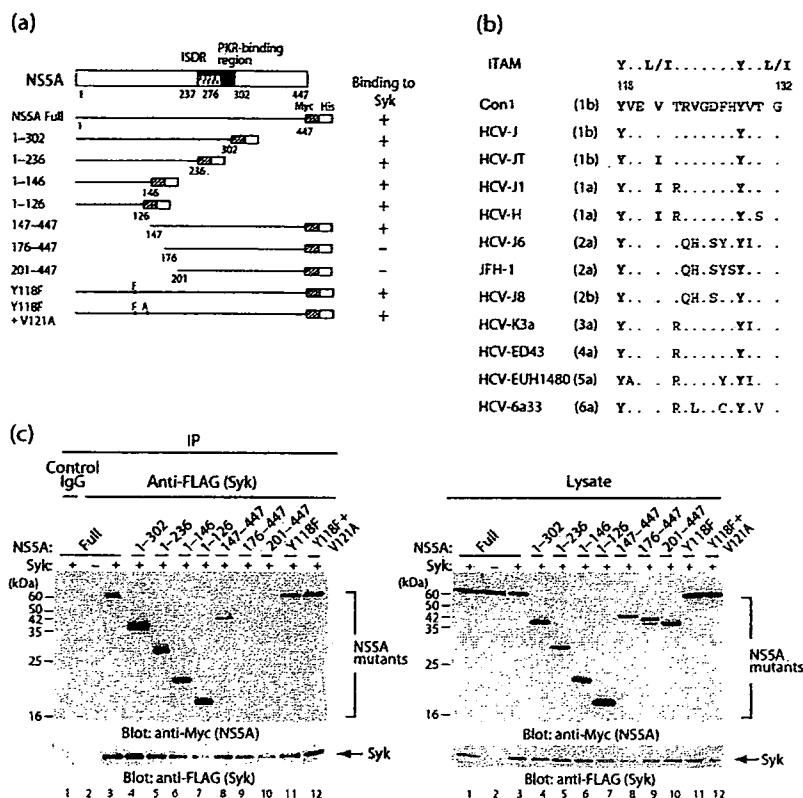 (a)
ISDR
PKR-binding
region
NS5A
1
237 276 302 447
Binding to
Syk
Myc His
NS5A Full 1 447 +
1–302 302 +
1–236 236 +
1–146 146 +
1–126 126 +
147–447 147 +
176–447 176 –
201–447 201 –
Y118F F +
Y118F
+ V121A F A +
(b)
ITAM Y..L/I.......Y..L/I
118 132
Con1 (1b) YVE V TRVGDFHYVT G
HCV-J (1b) Y.. . .......Y.. .
HCV-JT (1b) Y.. I .......Y.. .
HCV-J1 (1a) Y.. I R......Y.. .
HCV-H (1a) Y.. I R......Y.S .
HCV-J6 (2a) Y.. . .QH.SY.YI. .
JFH-1 (2a) Y.. . .QH.SYSY.. .
HCV-J8 (2b) Y.. . .QH.S..Y.. .
HCV-K3a (3a) Y.. . R......YI. .
HCV-ED43 (4a) Y.. . R......Y.. .
HCV-EUH1480 (5a) YA. . R....Y.YI. .
HCV-6a33 (6a) Y.. . R.L..C.Y.V .
(c)
IP
Control
IgG
Anti-FLAG (Syk)
NS5A: Full 1–302 1–236 1–146 1–126 147–447 176–447 201–447 Y118F Y118F+
V121A
Syk: + – + + + + + + + + + +
(kDa)
60
50
42
35
25
16
NS5A
mutants
Blot: anti-Myc (NS5A)
Syk
Blot: anti-FLAG (Syk)
1 2 3 4 5 6 7 8 9 10 11 12
Lysate
NS5A: Full 1–302 1–236 1–146 1–126 147–447 176–447 201–447 Y118F Y118F+
V121A
Syk: + – + + + + + + + + + +
(kDa)
60
50
42
35
25
16
NS5A
mutants
Blot: anti-Myc (NS5A)
Syk
Blot: anti-FLAG (Syk)
1 2 3 4 5 6 7 8 9 10 11 12